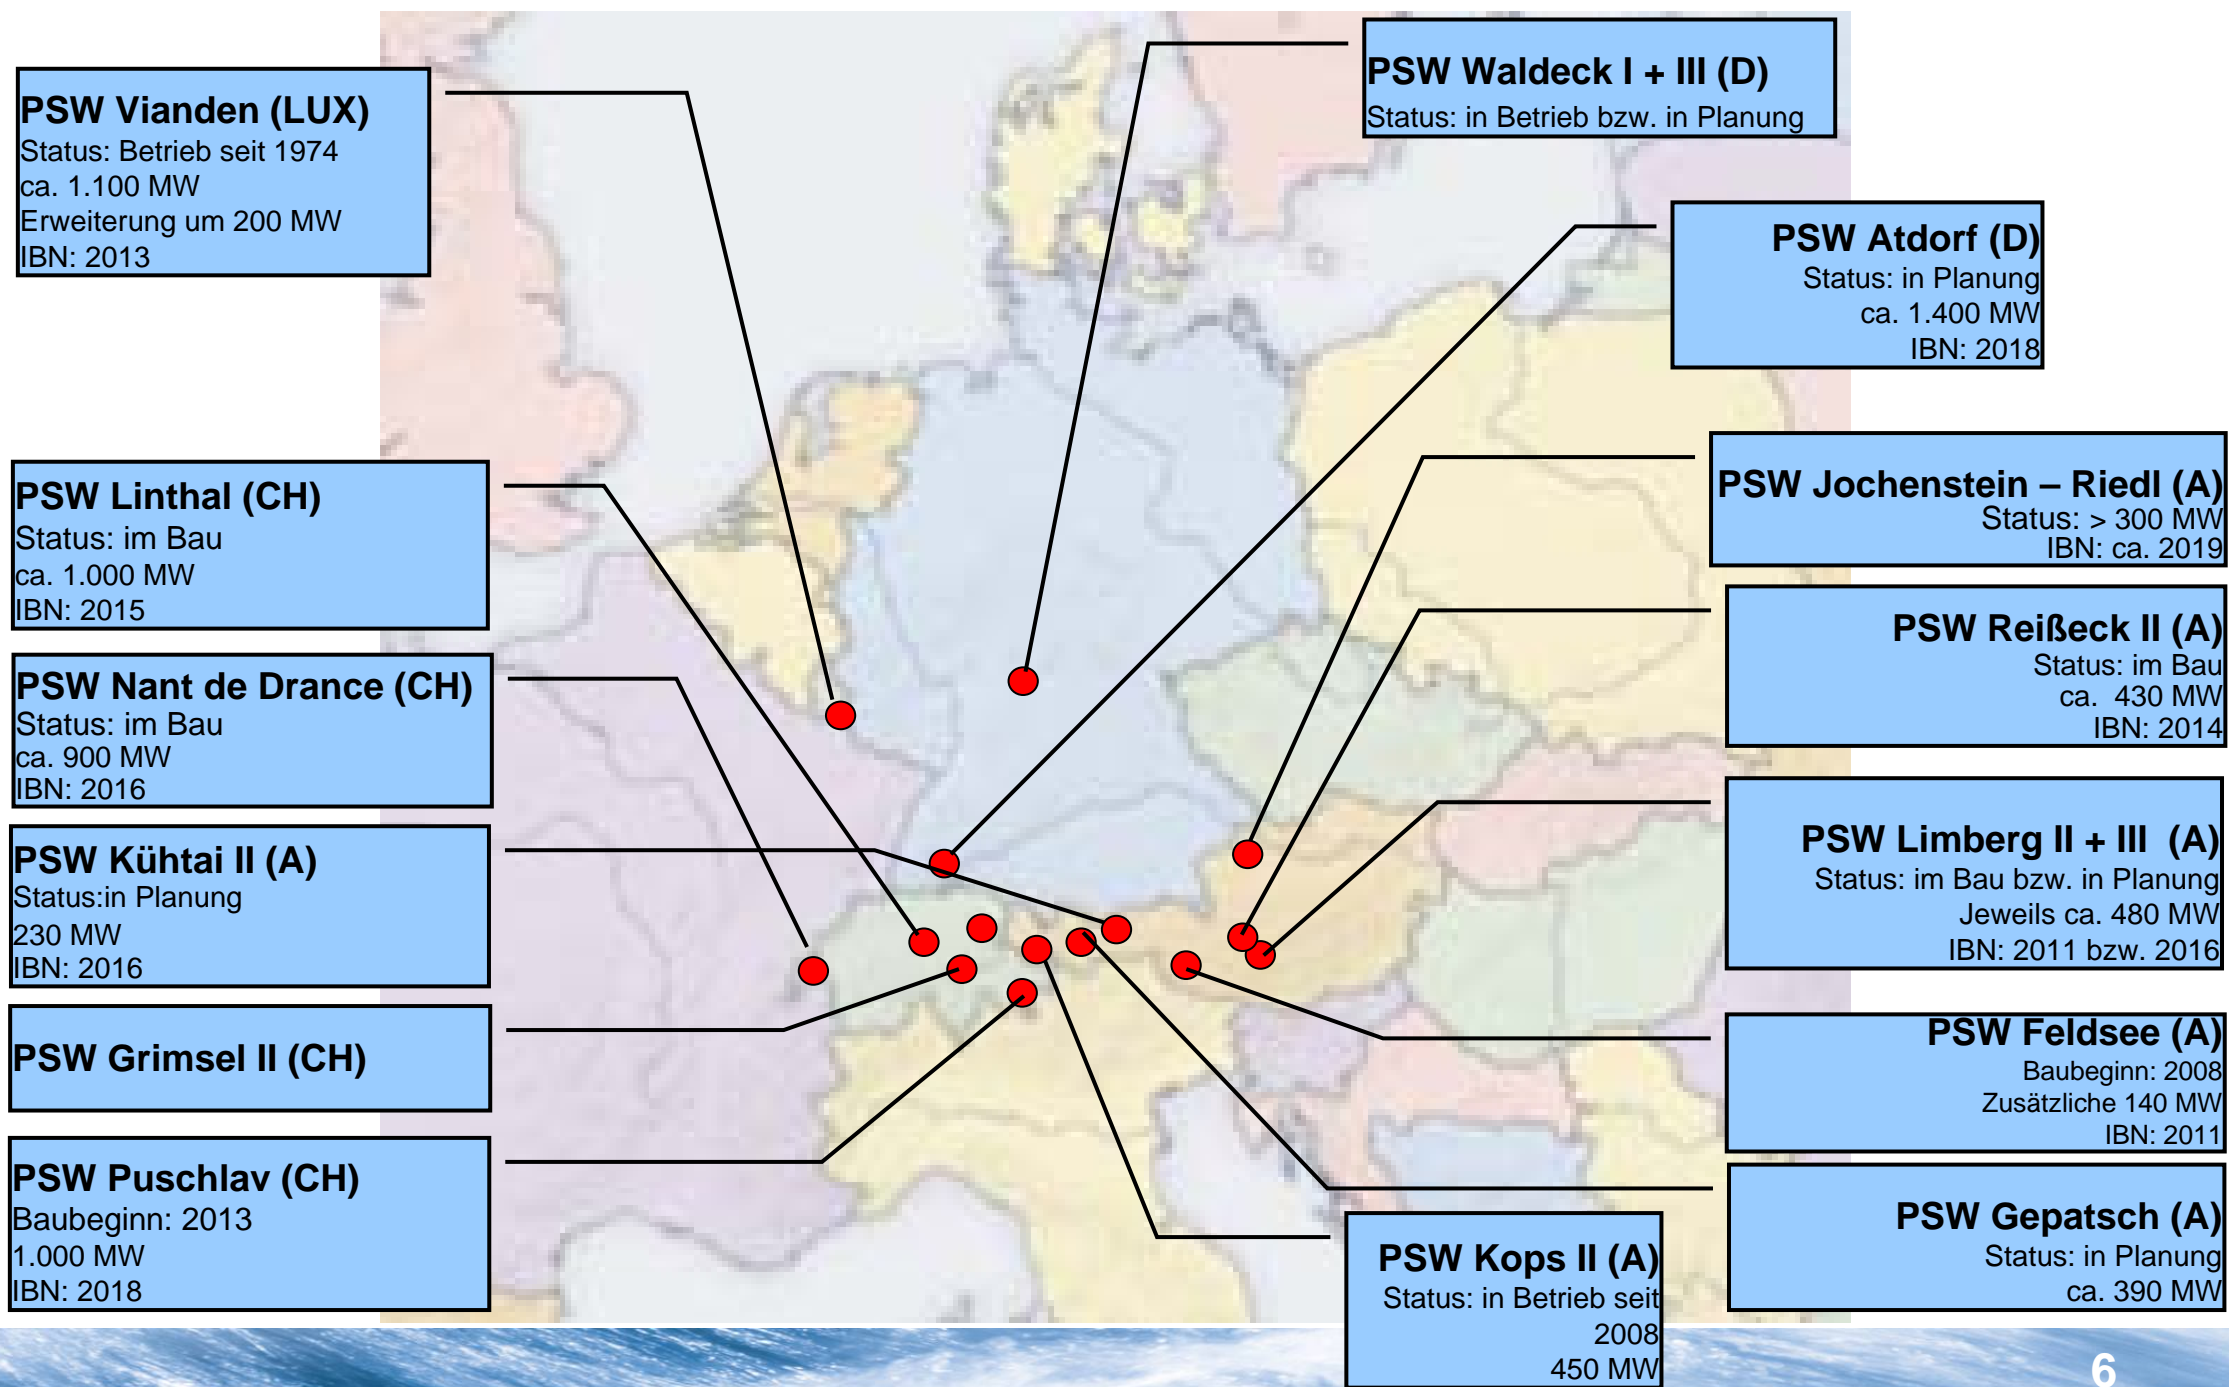 PSW Vianden (LUX)
Status: Betrieb seit 1974
ca. 1.100 MW
Erweiterung um 200 MW
IBN: 2013
PSW Linthal (CH)
Status: im Bau
ca. 1.000 MW
IBN: 2015
PSW Nant de Drance (CH)
Status: im Bau
ca. 900 MW
IBN: 2016
PSW Kühtai II (A)
Status:in Planung
230 MW
IBN: 2016
PSW Grimsel II (CH)
PSW Puschlav (CH)
Baubeginn: 2013
1.000 MW
IBN: 2018
PSW Waldeck I + III (D)
Status: in Betrieb bzw. in Planung
PSW Atdorf (D)
Status: in Planung
ca. 1.400 MW
IBN: 2018
PSW Jochenstein – Riedl (A)
Status: > 300 MW
IBN: ca. 2019
PSW Reißeck II (A)
Status: im Bau
ca. 430 MW
IBN: 2014
PSW Limberg II + III (A)
Status: im Bau bzw. in Planung
Jeweils ca. 480 MW
IBN: 2011 bzw. 2016
PSW Feldsee (A)
Baubeginn: 2008
Zusätzliche 140 MW
IBN: 2011
PSW Gepatsch (A)
Status: in Planung
ca. 390 MW
PSW Kops II (A)
Status: in Betrieb seit
2008
450 MW
6